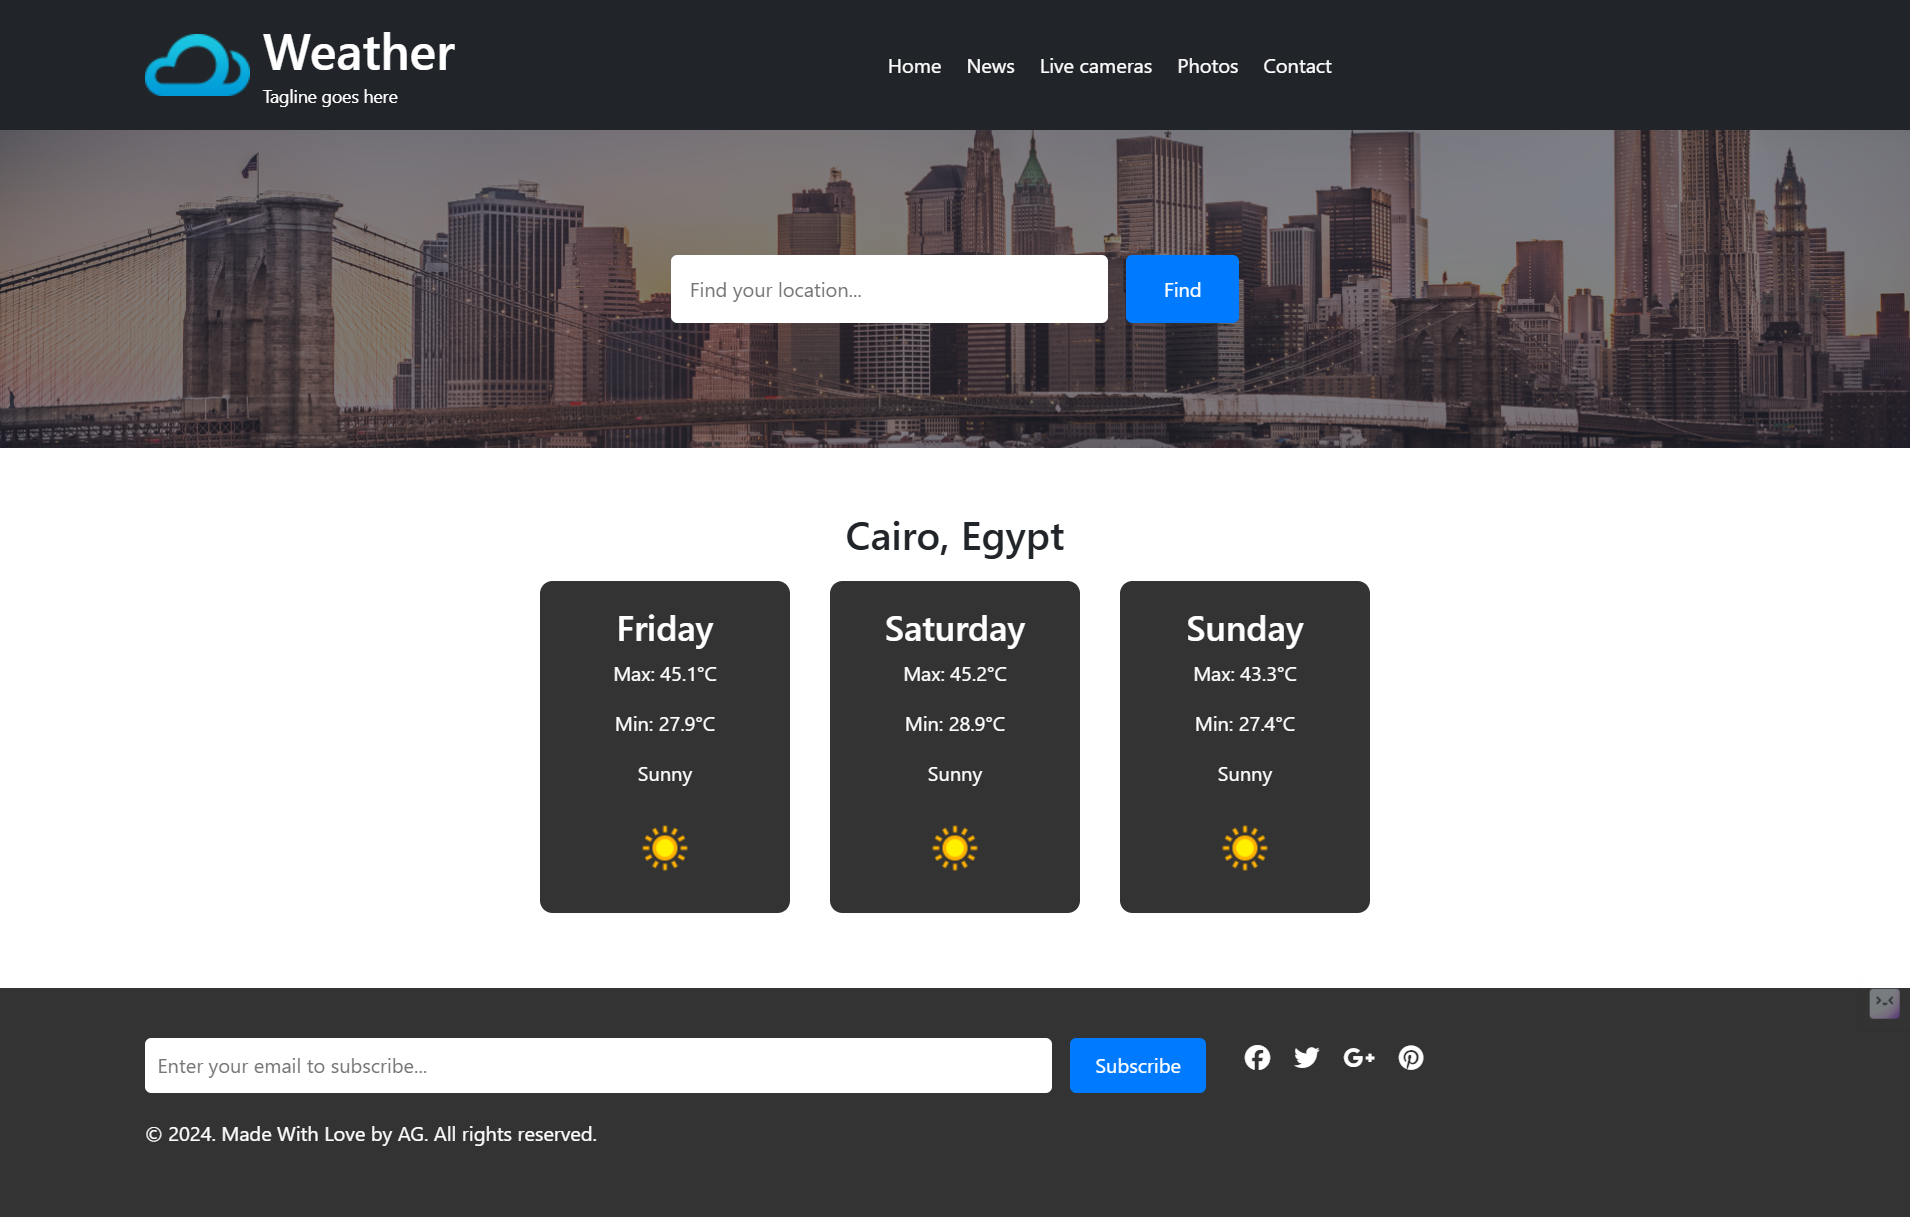 Weather
Tagline goes here
Home News Live cameras Photos Contact
Find your location...
Find
Cairo, Egypt
Friday
Max: 45.1°C
Min: 27.9°C
Sunny
Saturday
Max: 45.2°C
Min: 28.9°C
Sunny
Sunday
Max: 43.3°C
Min: 27.4°C
Sunny
Enter your email to subscribe...
Subscribe
© 2024. Made With Love by AG. All rights reserved.